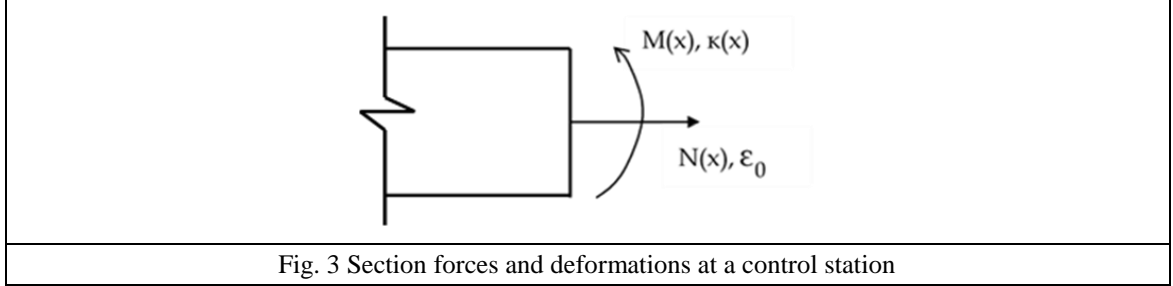 M(x), κ(x)
N(x), ε₀
Fig. 3 Section forces and deformations at a control station